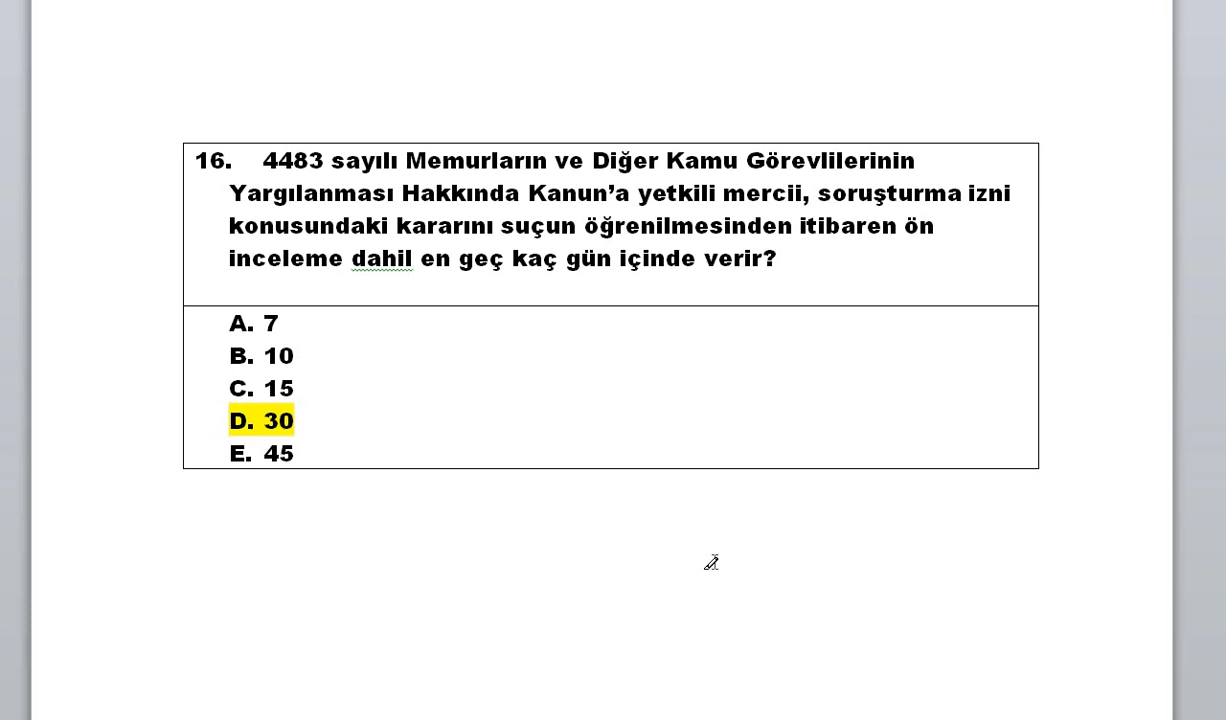 16. 4483 sayılı Memurların ve Diğer Kamu Görevlilerinin
Yargılanması Hakkında Kanun’a yetkili mercii, soruşturma izni
konusundaki kararını suçun öğrenilmesinden itibaren ön
inceleme dahil en geç kaç gün içinde verir?
A. 7
B. 10
C. 15
D. 30
E. 45